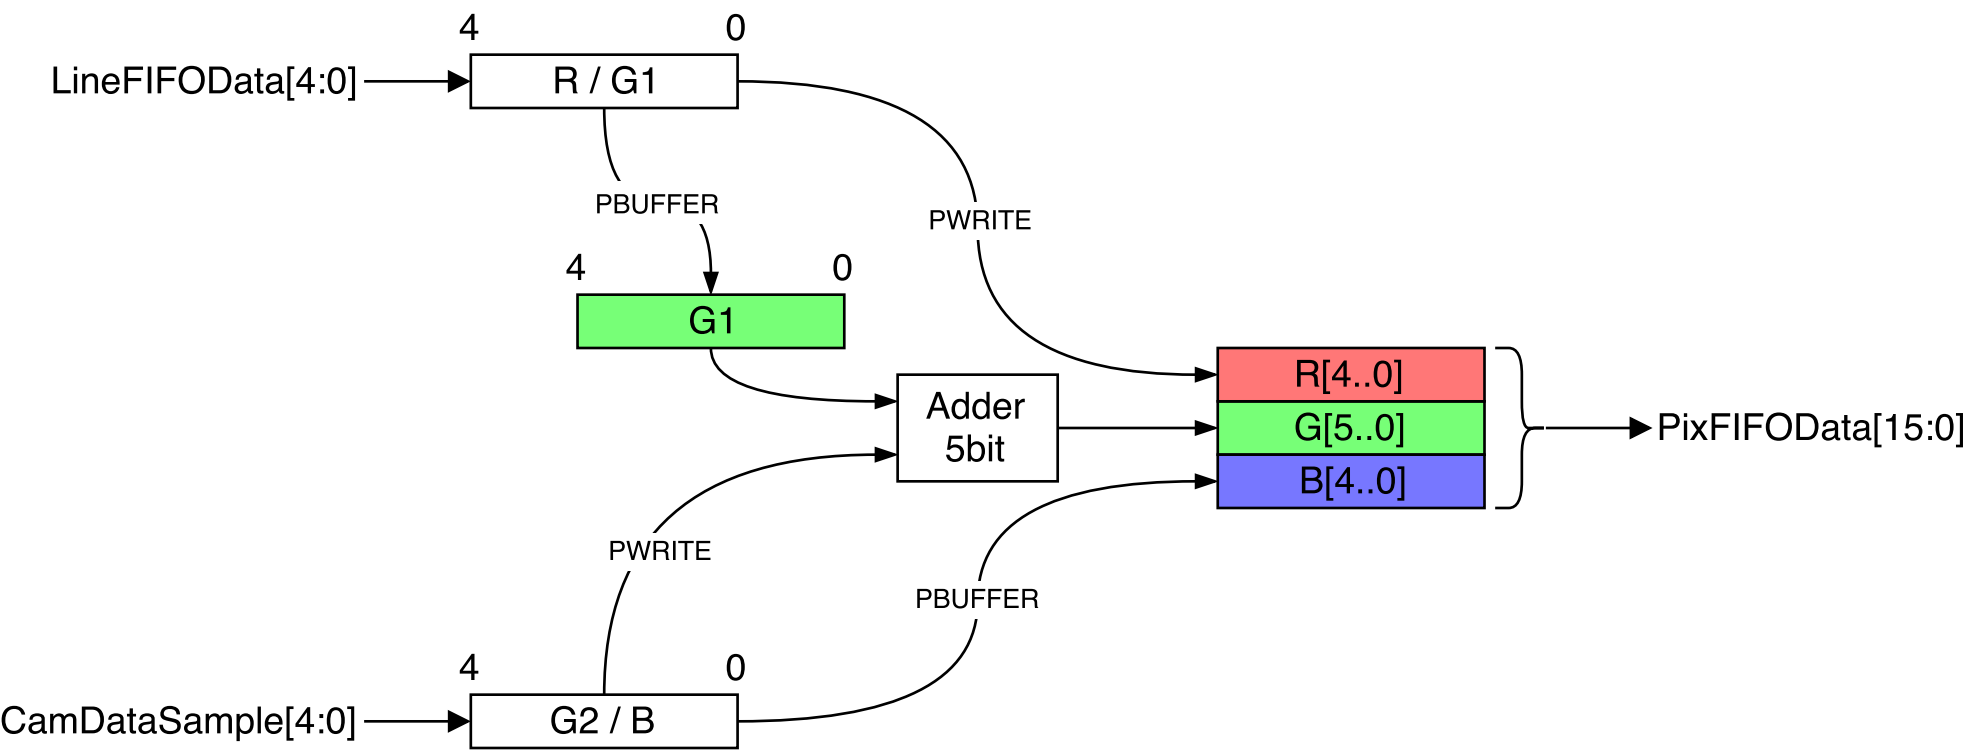 4 0
LineFIFOData[4:0]
R / G1
PBUFFER
PWRITE
4 0
G1
Adder
5bit
R[4..0]
G[5..0]
B[4..0]
PixFIFOData[15:0]
PWRITE
PBUFFER
4 0
CamDataSample[4:0]
G2 / B